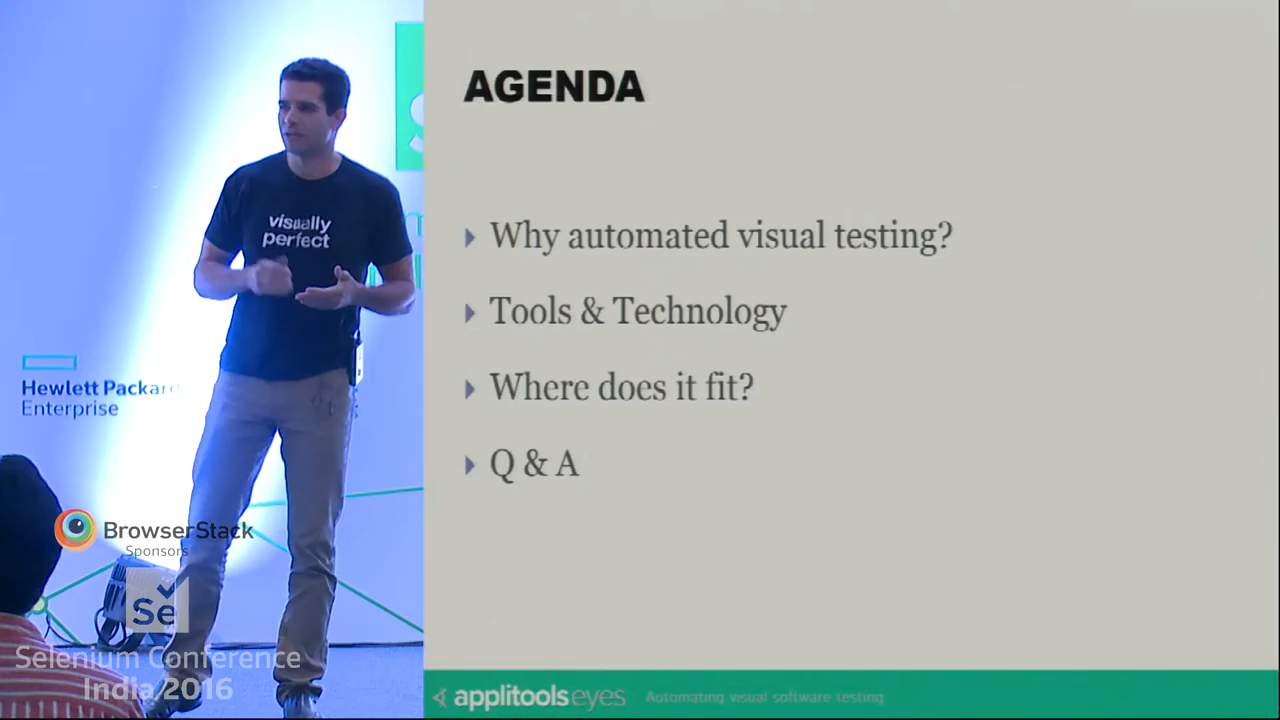 visually
perfect
Hewlett Packard
Enterprise
BrowserStack
Sponsors
Se
Selenium Conference
India 2016
AGENDA
Why automated visual testing?
Tools & Technology
Where does it fit?
Q & A
applitools eyes
Automating visual software testing